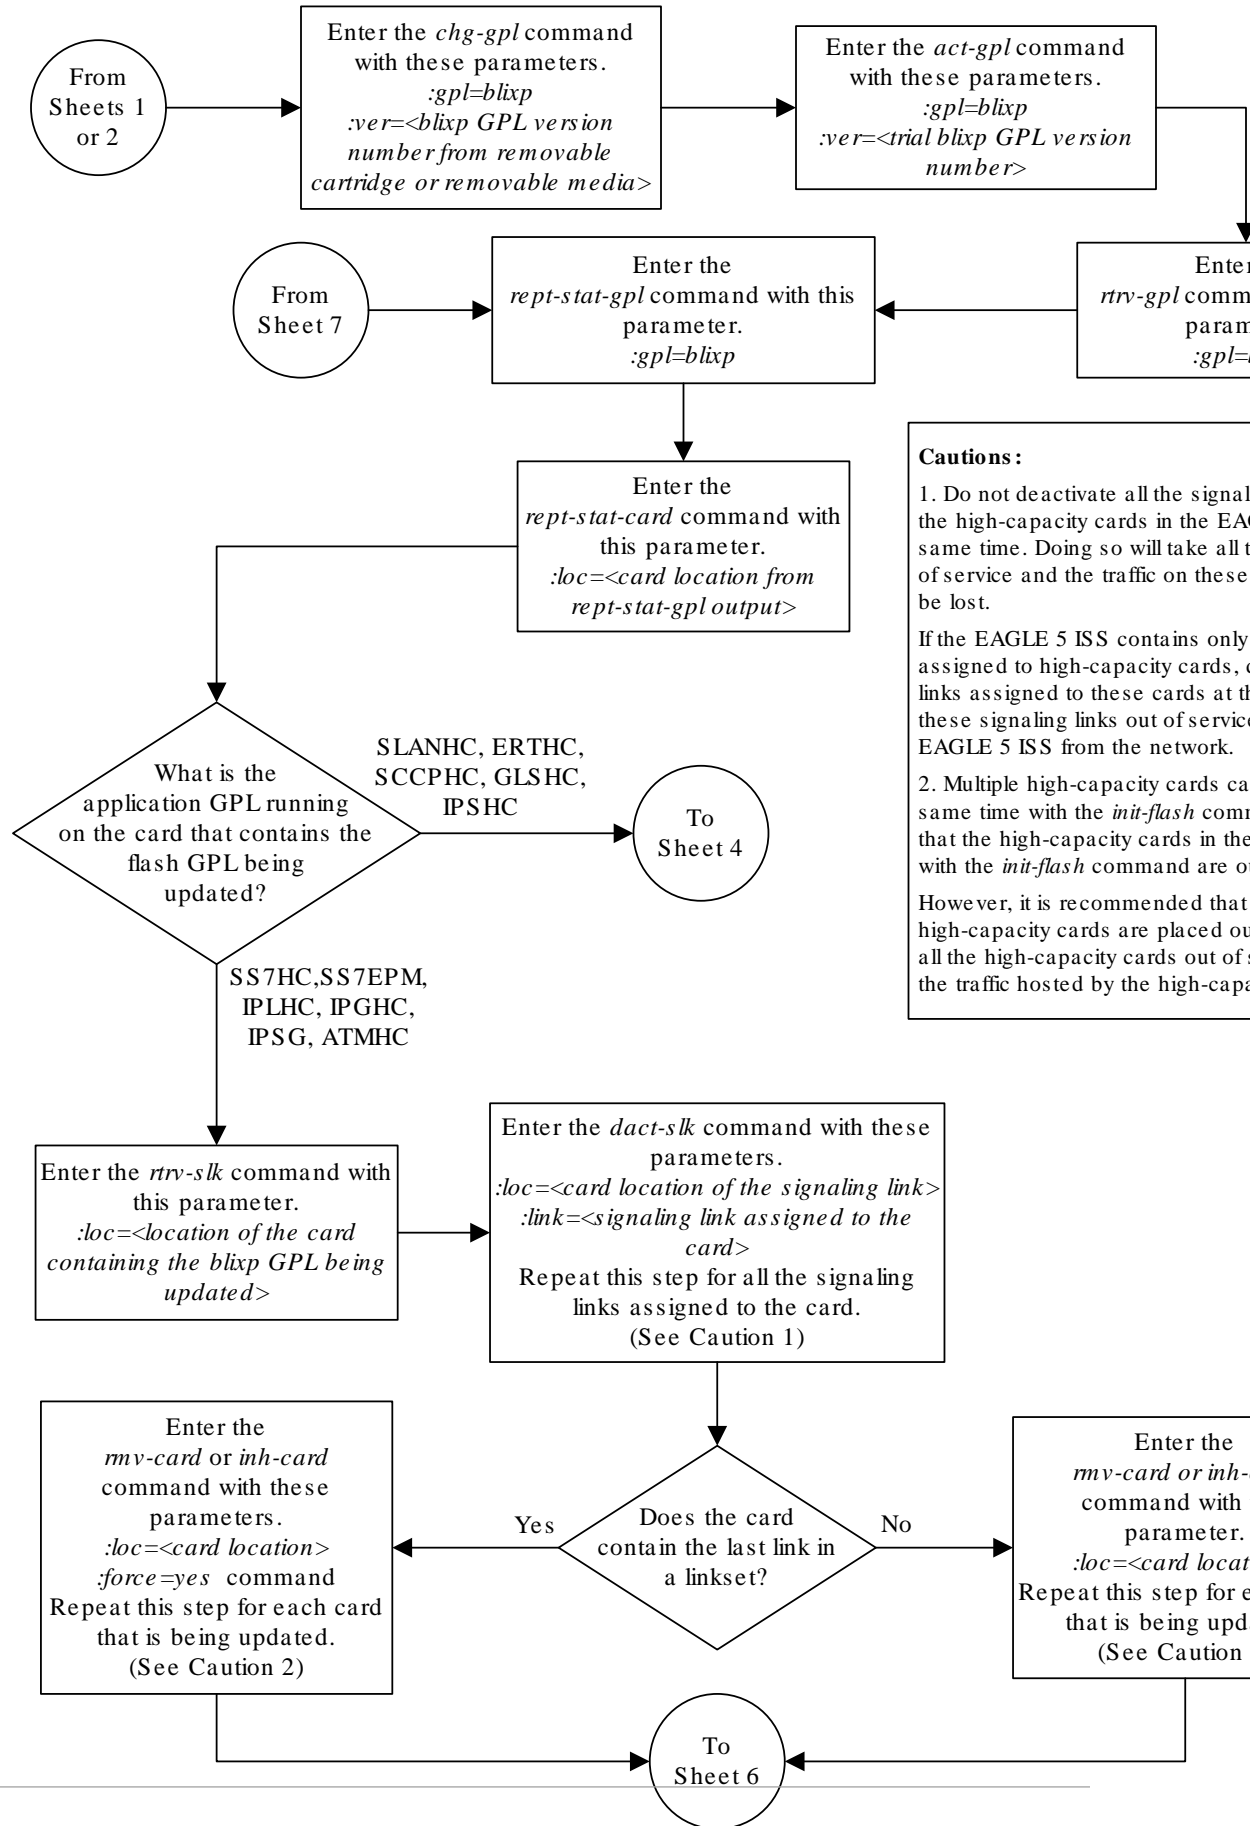 From
Sheets 1
or 2
Enter the chg-gpl command
with these parameters.
:gpl=blixp
:ver=<blixp GPL version
number from removable
cartridge or removable media>
Enter the act-gpl command
with these parameters.
:gpl=blixp
:ver=<trial blixp GPL version
number>
From
Sheet 7
Enter the
rept-stat-gpl command with this
parameter.
:gpl=blixp
Enter
rtrv-gpl comm
param
:gpl=
Enter the
rept-stat-card command with
this parameter.
:loc=<card location from
rept-stat-gpl output>
Cautions:
1. Do not deactivate all the signal
the high-capacity cards in the EA
same time. Doing so will take all t
of service and the traffic on these
be lost.
If the EAGLE 5 ISS contains only
assigned to high-capacity cards,
links assigned to these cards at th
these signaling links out of service
EAGLE 5 ISS from the network.
2. Multiple high-capacity cards ca
same time with the init-flash comm
that the high-capacity cards in the
with the init-flash command are o
However, it is recommended that
high-capacity cards are placed ou
all the high-capacity cards out of s
the traffic hosted by the high-capa
What is the
application GPL running
on the card that contains the
flash GPL being
updated?
SLANHC, ERTHC,
SCCPHC, GLSHC,
IPSHC
To
Sheet 4
SS7HC,SS7EPM,
IPLHC, IPGHC,
IPSG, ATMHC
Enter the rtrv-slk command with
this parameter.
:loc=<location of the card
containing the blixp GPL being
updated>
Enter the dact-slk command with these
parameters.
:loc=<card location of the signaling link>
:link=<signaling link assigned to the
card>
Repeat this step for all the signaling
links assigned to the card.
(See Caution 1)
Enter the
rmv-card or inh-card
command with these
parameters.
:loc=<card location>
:force=yes command
Repeat this step for each card
that is being updated.
(See Caution 2)
Yes
Does the card
contain the last link in
a linkset?
No
Enter the
rmv-card or inh-
command with
parameter.
:loc=<card locat
Repeat this step for e
that is being upd
(See Caution
To
Sheet 6